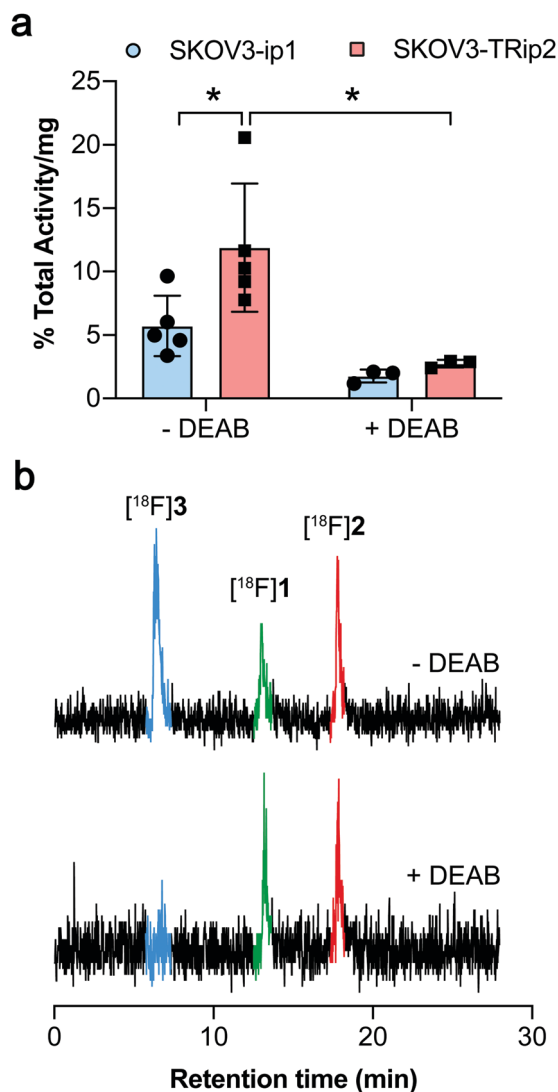 a
SKOV3-ip1 SKOV3-TRip2
25
20
15
10
5
0
% Total Activity/mg
* *
- DEAB + DEAB
b
[¹⁸F]3
[¹⁸F]1
[¹⁸F]2
- DEAB
+ DEAB
0 10 20 30
Retention time (min)